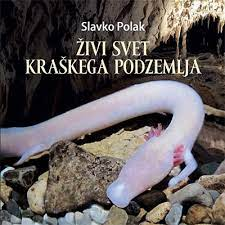 Slavko Polak
ŽIVI SVET
KRAŠKEGA PODZEMLJA